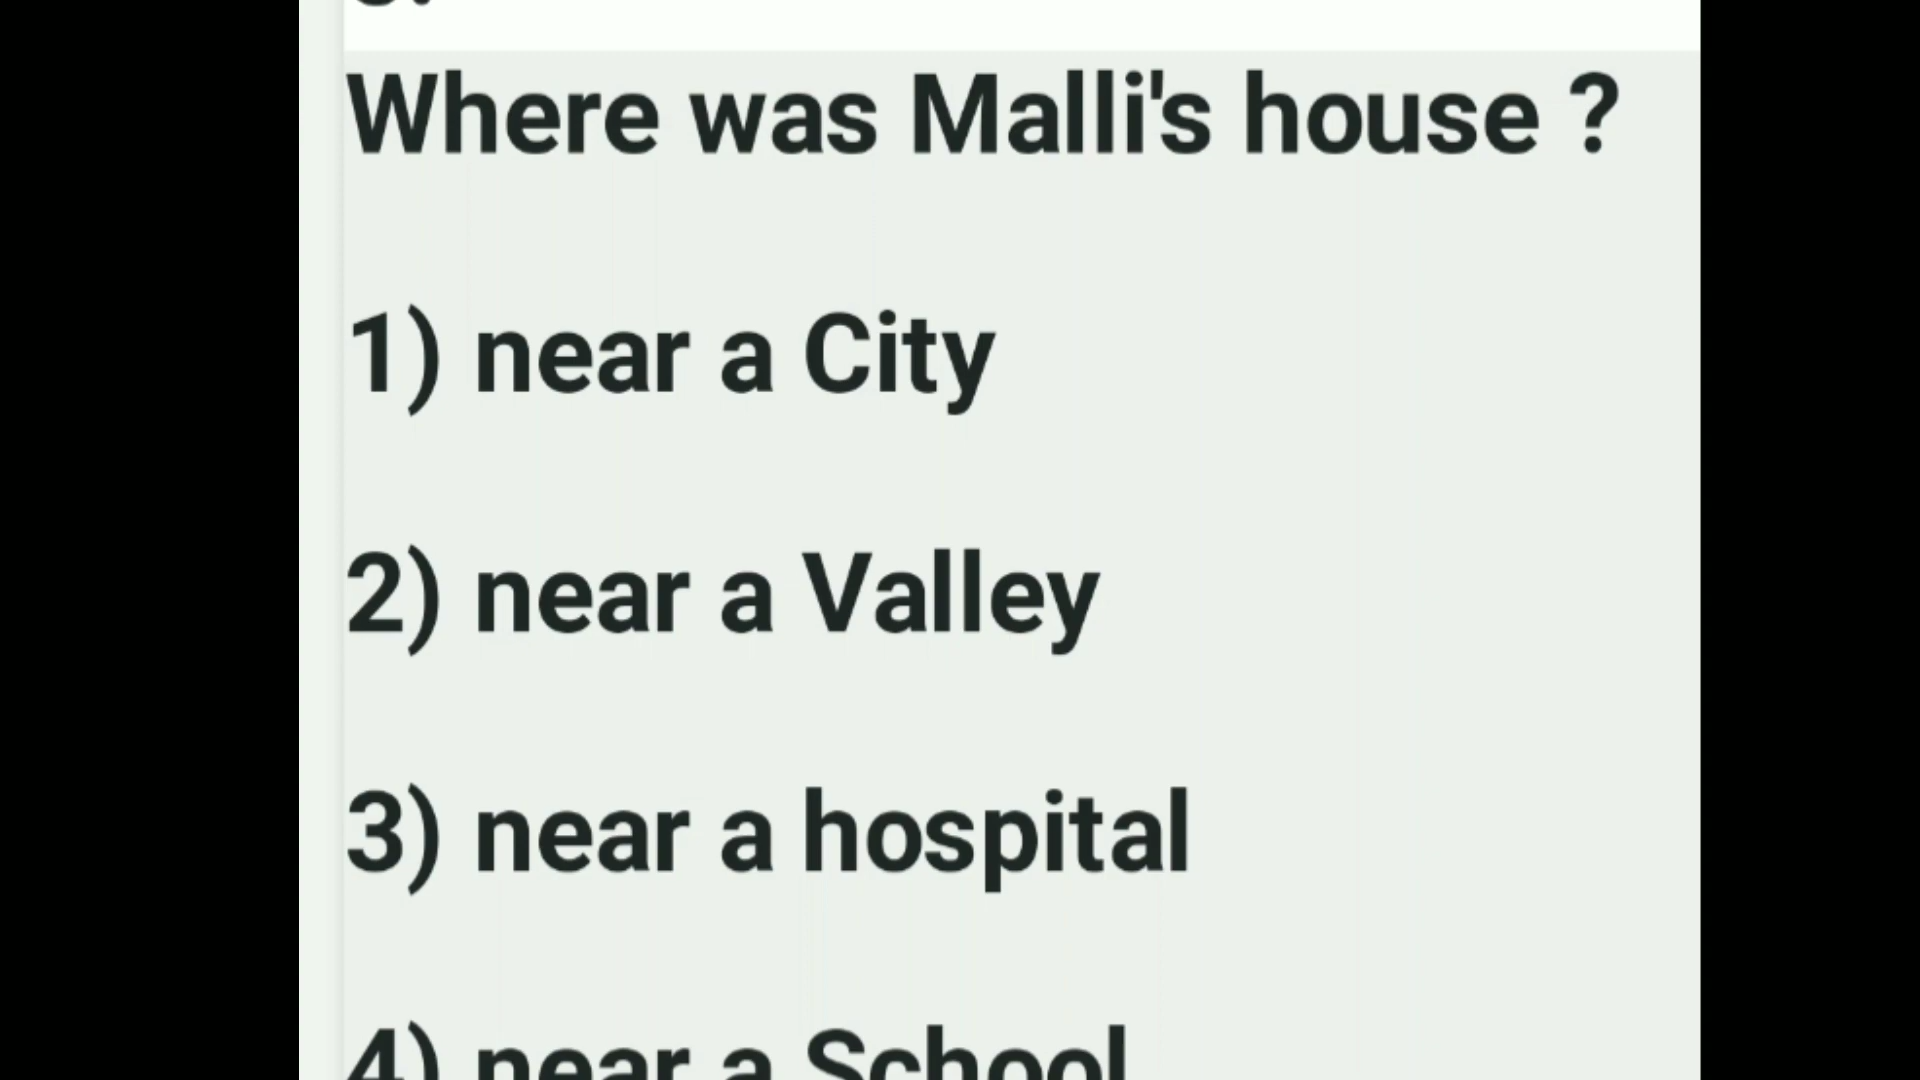 Where was Malli's house ?
1) near a City
2) near a Valley
3) near a hospital
4) near a School